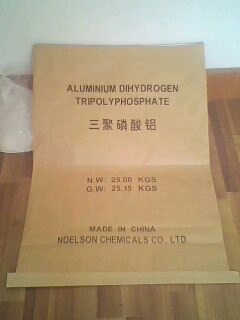 ALUMINIUM DIHYDROGEN
TRIPOLYPHOSPHATE
三聚磷酸铝
N.W: 25.00 KGS
G.W: 25.15 KGS
MADE IN CHINA
NOELSON CHEMICALS CO., LTD.